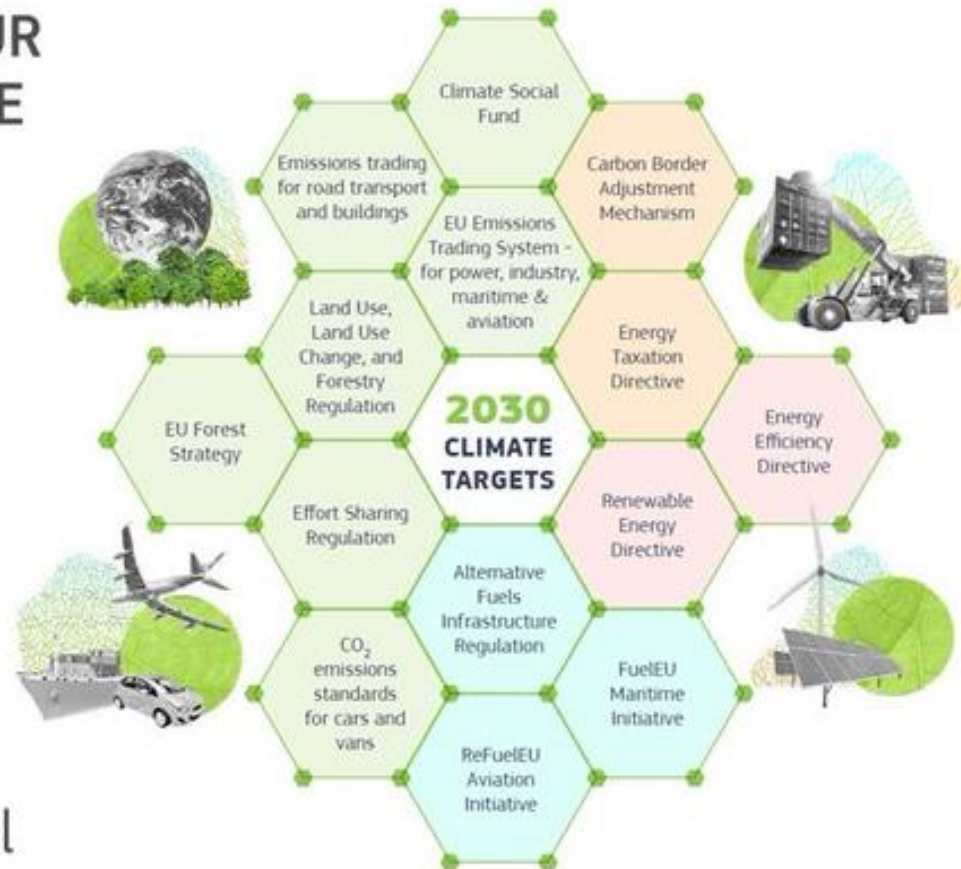 UR
E
Climate Social
Fund
Emissions trading
for road transport
and buildings
Carbon Border
Adjustment
Mechanism
EU Emissions
Trading System -
for power, industry,
maritime &
aviation
Land Use,
Land Use
Change, and
Forestry
Regulation
Energy
Taxation
Directive
EU Forest
Strategy
2030
CLIMATE
TARGETS
Energy
Efficiency
Directive
Effort Sharing
Regulation
Renewable
Energy
Directive
Alternative
Fuels
Infrastructure
Regulation
CO₂
emissions
standards
for cars and
vans
FuelEU
Maritime
Initiative
ReFuelEU
Aviation
Initiative
l